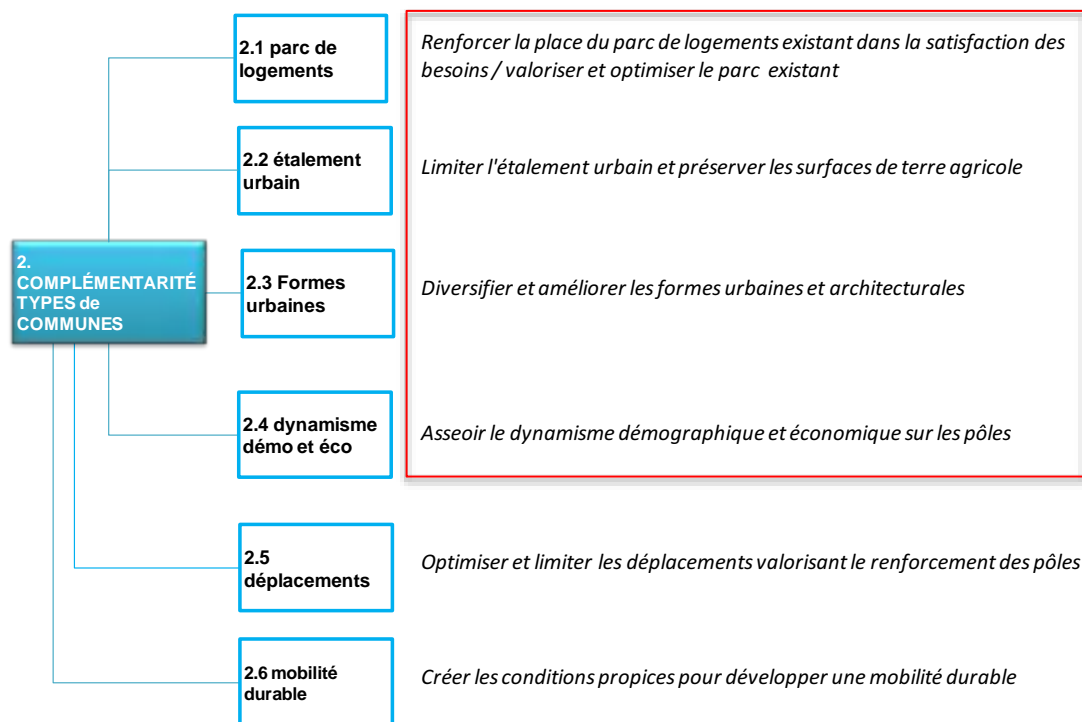 2.1 parc de
logements
Renforcer la place du parc de logements existant dans la satisfaction des
besoins / valoriser et optimiser le parc existant
2.2 étalement
urbain
Limiter l'étalement urbain et préserver les surfaces de terre agricole
2.
COMPLÉMENTARITÉ
TYPES de
COMMUNES
2.3 Formes
urbaines
Diversifier et améliorer les formes urbaines et architecturales
2.4 dynamisme
démo et éco
Asseoir le dynamisme démographique et économique sur les pôles
2.5
déplacements
Optimiser et limiter les déplacements valorisant le renforcement des pôles
2.6 mobilité
durable
Créer les conditions propices pour développer une mobilité durable